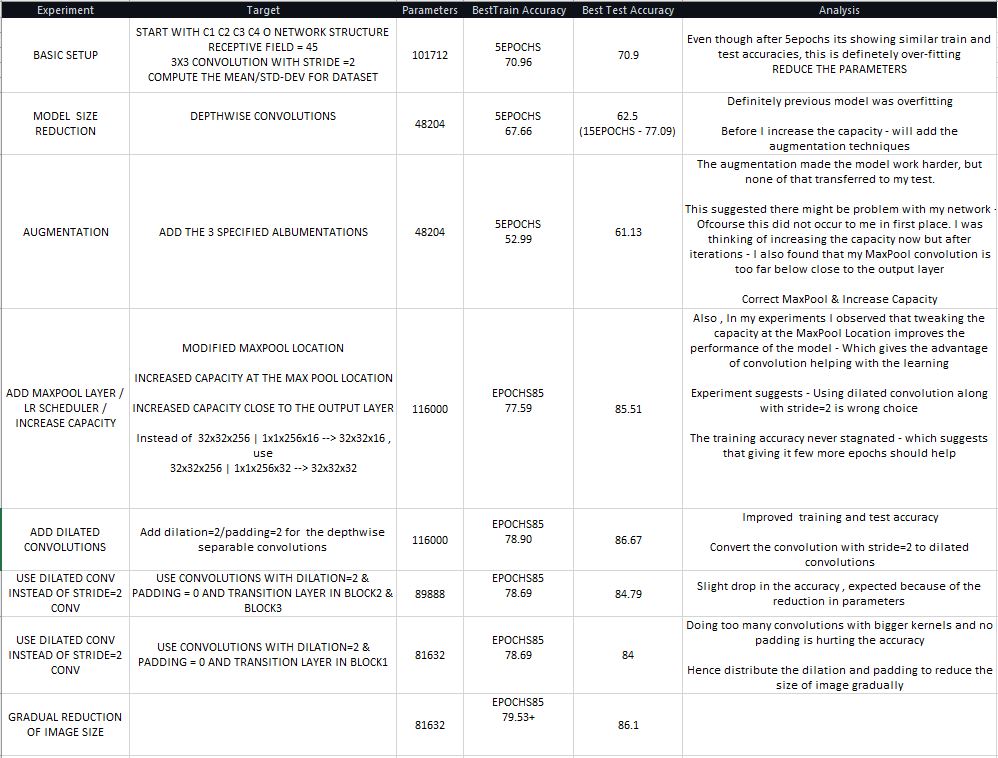 Experiment Target Parameters BestTrain Accuracy Best Test Accuracy Analysis
BASIC SETUP
START WITH C1 C2 C3 C4 O NETWORK STRUCTURE
RECEPTIVE FIELD = 45
3X3 CONVOLUTION WITH STRIDE =2
COMPUTE THE MEAN/STD-DEV FOR DATASET
101712
5EPOCHS
70.96
70.9
Even though after 5epochs its showing similar train and
test accuracies, this is definetely over-fitting
REDUCE THE PARAMETERS
MODEL SIZE
REDUCTION
DEPTHWISE CONVOLUTIONS
48204
5EPOCHS
67.66
62.5
(15EPOCHS - 77.09)
Definitely previous model was overfitting
Before I increase the capacity - will add the
augmentation techniques
AUGMENTATION
ADD THE 3 SPECIFIED ALBUMENTATIONS
48204
5EPOCHS
52.99
61.13
The augmentation made the model work harder, but
none of that transferred to my test.
This suggested there might be problem with my network -
Ofcourse this did not occur to me in first place. I was
thinking of increasing the capacity now but after
iterations - I also found that my MaxPool convolution is
too far below close to the output layer
Correct MaxPool & Increase Capacity
ADD MAXPOOL LAYER /
LR SCHEDULER /
INCREASE CAPACITY
MODIFIED MAXPOOL LOCATION
INCREASED CAPACITY AT THE MAX POOL LOCATION
INCREASED CAPACITY CLOSE TO THE OUTPUT LAYER
Instead of 32x32x256 | 1x1x256x16 --> 32x32x16 ,
use
32x32x256 | 1x1x256x32 --> 32x32x32
116000
EPOCHS85
77.59
85.51
Also , In my experiments I observed that tweaking the
capacity at the MaxPool Location improves the
performance of the model - Which gives the advantage
of convolution helping with the learning
Experiment suggests - Using dilated convolution along
with stride=2 is wrong choice
The training accuracy never stagnated - which suggests
that giving it few more epochs should help
ADD DILATED
CONVOLUTIONS
Add dilation=2/padding=2 for the depthwise
separable convolutions
116000
EPOCHS85
78.90
86.67
Improved training and test accuracy
Convert the convolution with stride=2 to dilated
convolutions
USE DILATED CONV
INSTEAD OF STRIDE=2
CONV
USE CONVOLUTIONS WITH DILATION=2 &
PADDING = 0 AND TRANSITION LAYER IN BLOCK2 &
BLOCK3
89888
EPOCHS85
78.69
84.79
Slight drop in the accuracy , expected because of the
reduction in parameters
USE DILATED CONV
INSTEAD OF STRIDE=2
CONV
USE CONVOLUTIONS WITH DILATION=2 &
PADDING = 0 AND TRANSITION LAYER IN BLOCK1
81632
EPOCHS85
78.69
84
Doing too many convolutions with bigger kernels and no
padding is hurting the accuracy
Hence distribute the dilation and padding to reduce the
size of image gradually
GRADUAL REDUCTION
OF IMAGE SIZE
81632
EPOCHS85
79.53+
86.1